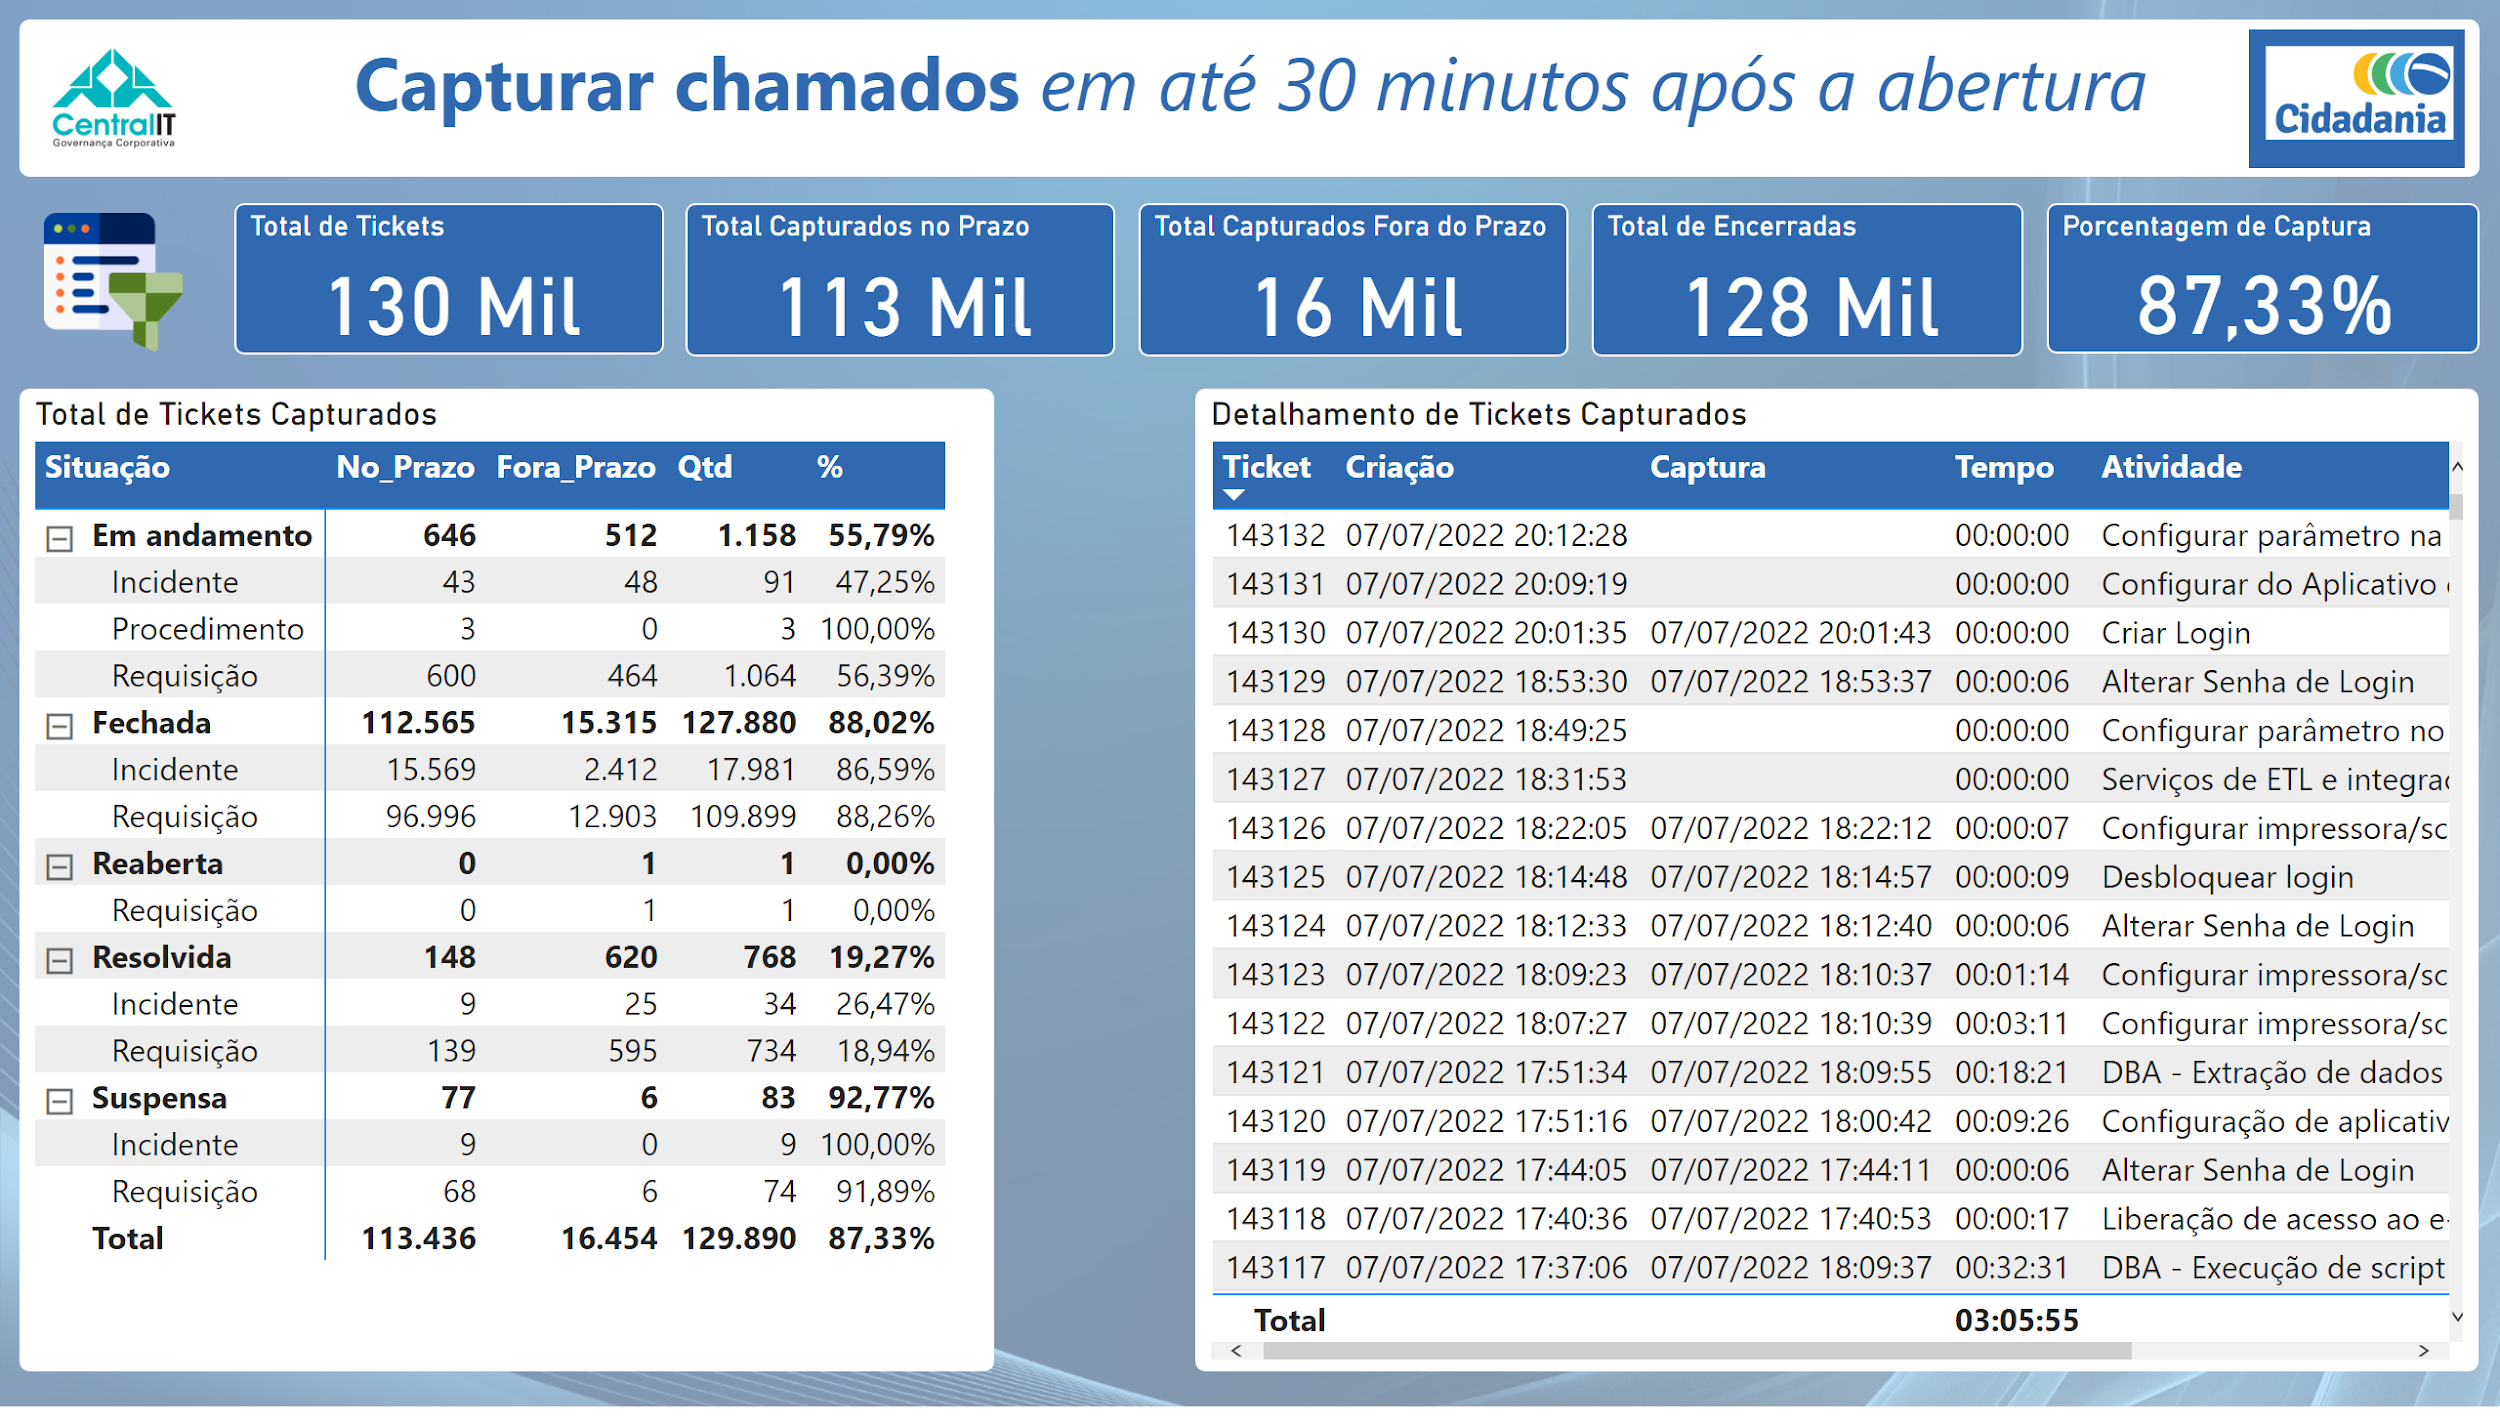 CentralIT
Governança Corporativa
Capturar chamados em até 30 minutos após a abertura
Cidadania
Total de Tickets
130 Mil
Total Capturados no Prazo
113 Mil
Total Capturados Fora do Prazo
16 Mil
Total de Encerradas
128 Mil
Porcentagem de Captura
87,33%
Total de Tickets Capturados
Situação No_Prazo Fora_Prazo Qtd %
Em andamento 646 512 1.158 55,79%
Incidente 43 48 91 47,25%
Procedimento 3 0 3 100,00%
Requisição 600 464 1.064 56,39%
Fechada 112.565 15.315 127.880 88,02%
Incidente 15.569 2.412 17.981 86,59%
Requisição 96.996 12.903 109.899 88,26%
Reaberta 0 1 1 0,00%
Requisição 0 1 1 0,00%
Resolvida 148 620 768 19,27%
Incidente 9 25 34 26,47%
Requisição 139 595 734 18,94%
Suspensa 77 6 83 92,77%
Incidente 9 0 9 100,00%
Requisição 68 6 74 91,89%
Total 113.436 16.454 129.890 87,33%
Detalhamento de Tickets Capturados
Ticket Criação Captura Tempo Atividade
143132 07/07/2022 20:12:28 00:00:00 Configurar parâmetro na
143131 07/07/2022 20:09:19 00:00:00 Configurar do Aplicativo
143130 07/07/2022 20:01:35 07/07/2022 20:01:43 00:00:00 Criar Login
143129 07/07/2022 18:53:30 07/07/2022 18:53:37 00:00:06 Alterar Senha de Login
143128 07/07/2022 18:49:25 00:00:00 Configurar parâmetro no
143127 07/07/2022 18:31:53 00:00:00 Serviços de ETL e integra
143126 07/07/2022 18:22:05 07/07/2022 18:22:12 00:00:07 Configurar impressora/sc
143125 07/07/2022 18:14:48 07/07/2022 18:14:57 00:00:09 Desbloquear login
143124 07/07/2022 18:12:33 07/07/2022 18:12:40 00:00:06 Alterar Senha de Login
143123 07/07/2022 18:09:23 07/07/2022 18:10:37 00:01:14 Configurar impressora/sc
143122 07/07/2022 18:07:27 07/07/2022 18:10:39 00:03:11 Configurar impressora/sc
143121 07/07/2022 17:51:34 07/07/2022 18:09:55 00:18:21 DBA - Extração de dados
143120 07/07/2022 17:51:16 07/07/2022 18:00:42 00:09:26 Configuração de aplicativ
143119 07/07/2022 17:44:05 07/07/2022 17:44:11 00:00:06 Alterar Senha de Login
143118 07/07/2022 17:40:36 07/07/2022 17:40:53 00:00:17 Liberação de acesso ao e-
143117 07/07/2022 17:37:06 07/07/2022 18:09:37 00:32:31 DBA - Execução de script
Total 03:05:55